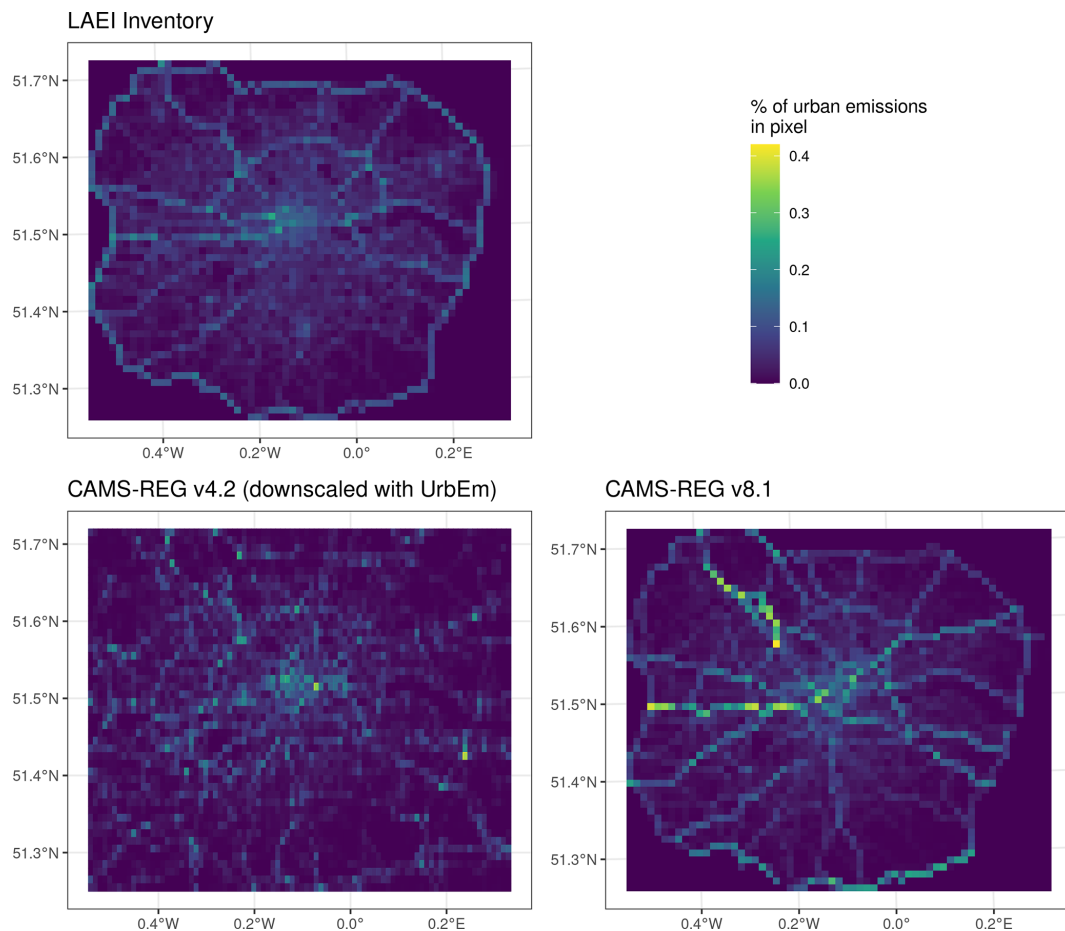 LAEI Inventory
51.7°N
51.6°N
51.5°N
51.4°N
51.3°N
0.4°W 0.2°W 0.0° 0.2°E
% of urban emissions
in pixel
0.4
0.3
0.2
0.1
0.0
CAMS-REG v4.2 (downscaled with UrbEm)
51.7°N
51.6°N
51.5°N
51.4°N
51.3°N
0.4°W 0.2°W 0.0° 0.2°E
CAMS-REG v8.1
51.7°N
51.6°N
51.5°N
51.4°N
51.3°N
0.4°W 0.2°W 0.0° 0.2°E